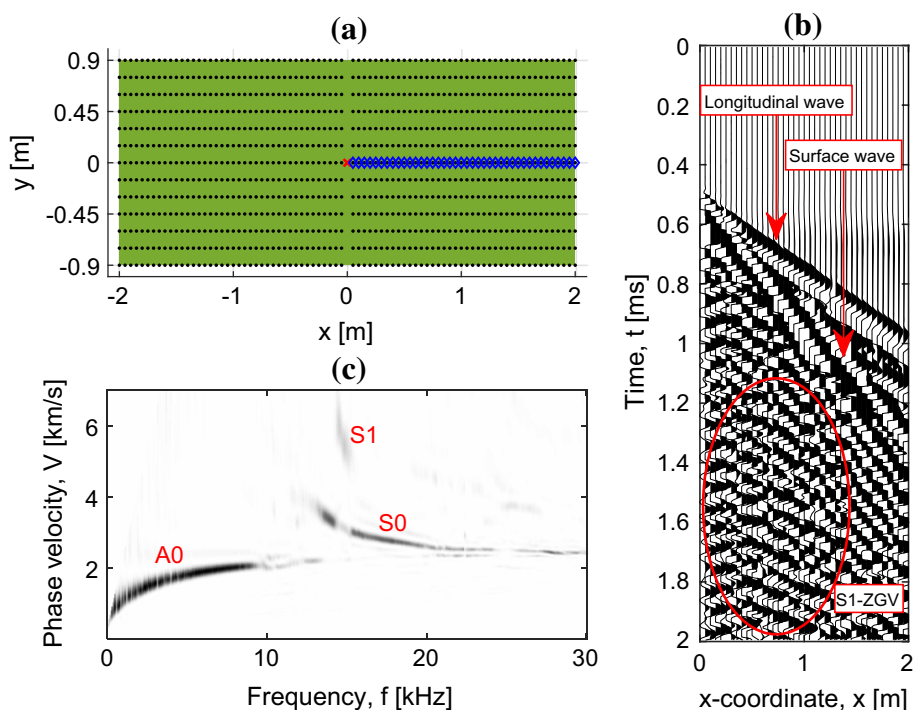 (a)
y [m]
0.9
0.45
0
-0.45
-0.9
-2
-1
0
1
2
x [m]
(b)
Time, t [ms]
0
0.2
0.4
0.6
0.8
1
1.2
1.4
1.6
1.8
2
Longitudinal wave
Surface wave
S1-ZGV
0
1
2
x-coordinate, x [m]
(c)
Phase velocity, V [km/s]
6
4
2
S1
S0
A0
0
10
20
30
Frequency, f [kHz]